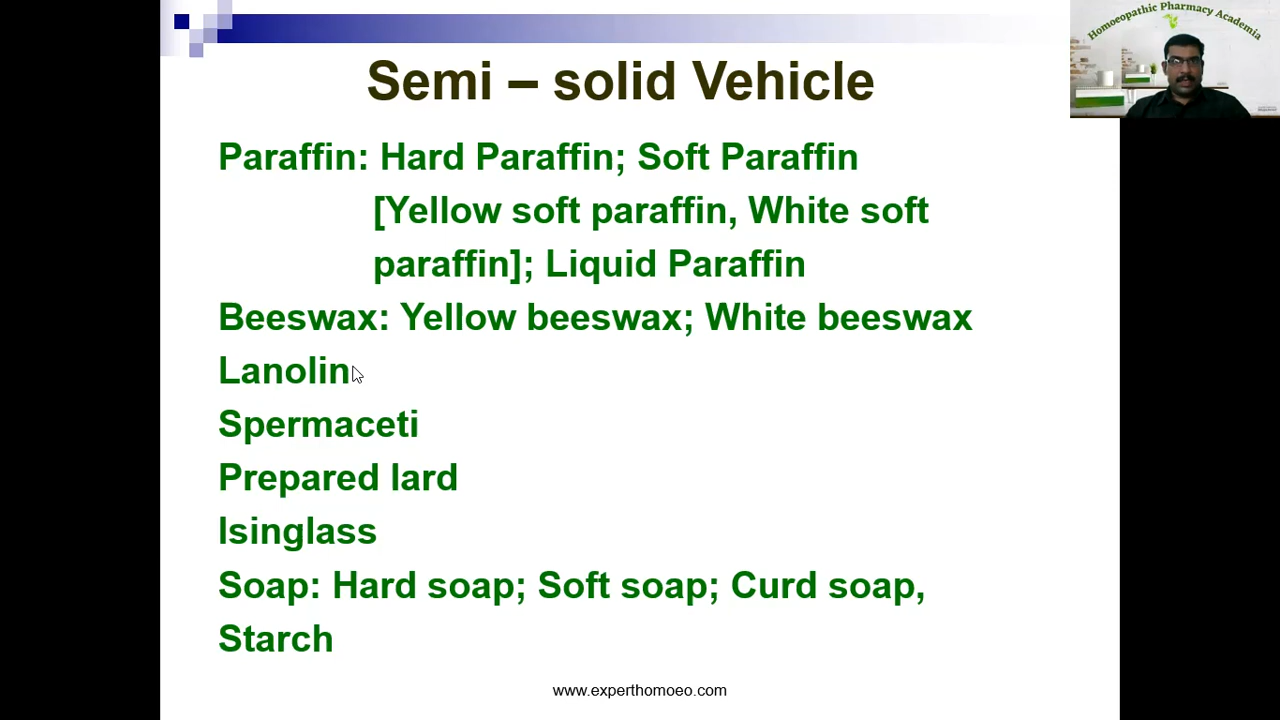 Homoeopathic Pharmacy Academia
Semi – solid Vehicle
Paraffin: Hard Paraffin; Soft Paraffin
[Yellow soft paraffin, White soft
paraffin]; Liquid Paraffin
Beeswax: Yellow beeswax; White beeswax
Lanolin
Spermaceti
Prepared lard
Isinglass
Soap: Hard soap; Soft soap; Curd soap,
Starch
www.experthomoeo.com